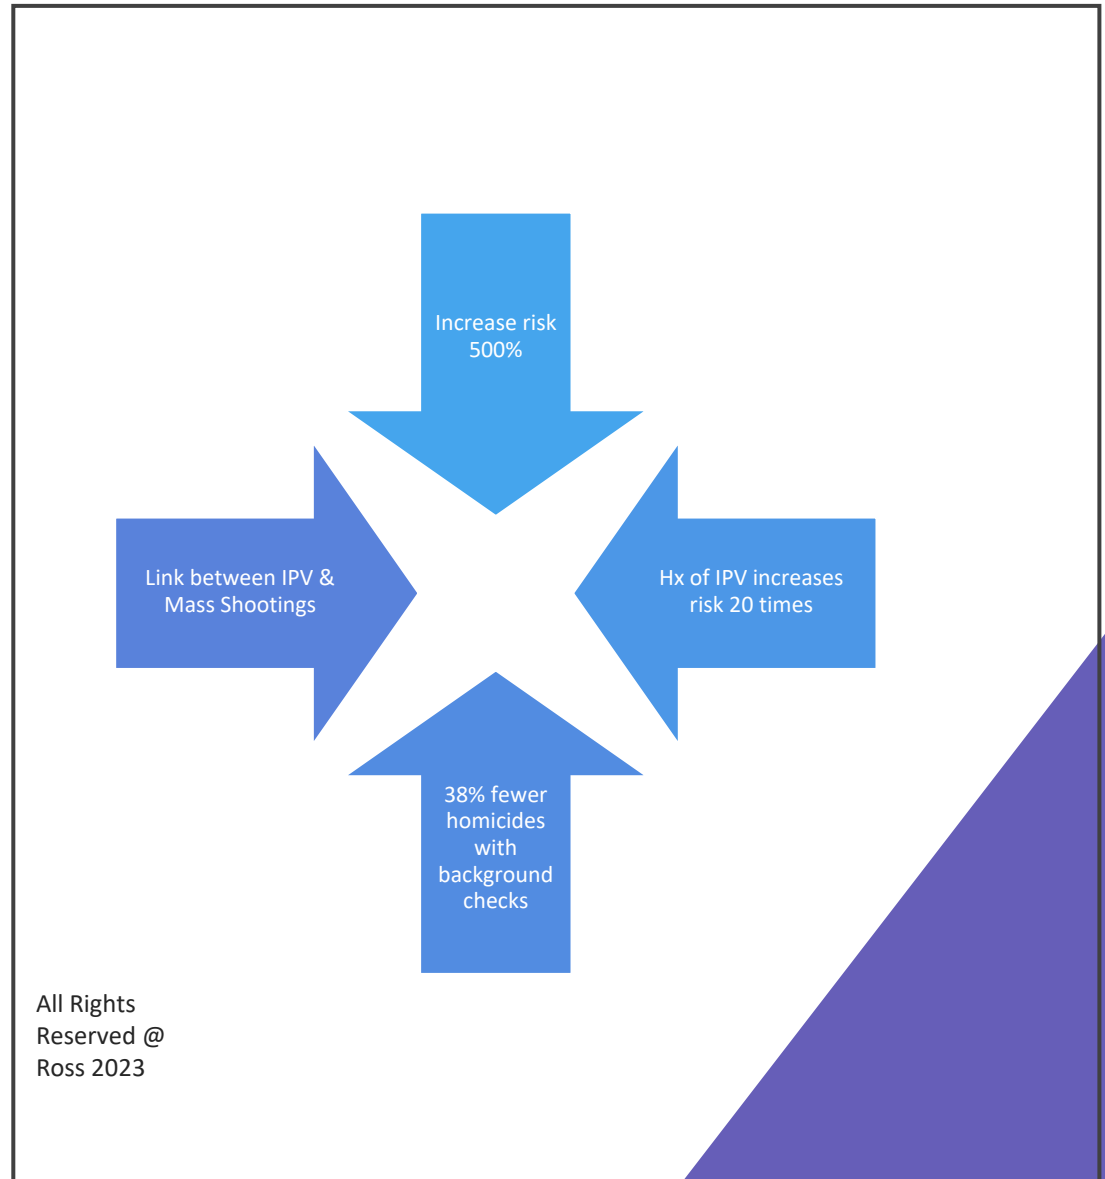 Increase risk
500%
Link between IPV &
Mass Shootings
Hx of IPV increases
risk 20 times
38% fewer
homicides
with
background
checks
All Rights
Reserved @
Ross 2023